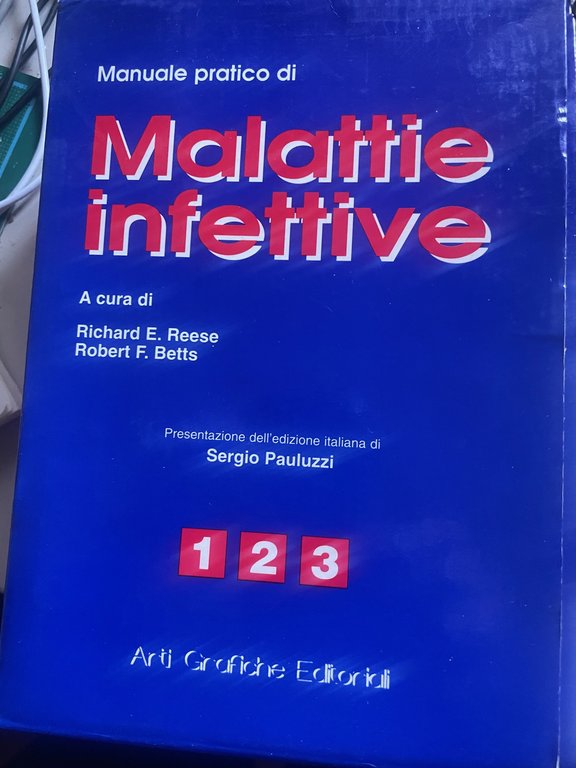 Manuale pratico di
Malattie
infettive
A cura di
Richard E. Reese
Robert F. Betts
Presentazione dell'edizione italiana di
Sergio Pauluzzi
1 2 3
Arti Grafiche Editoriali